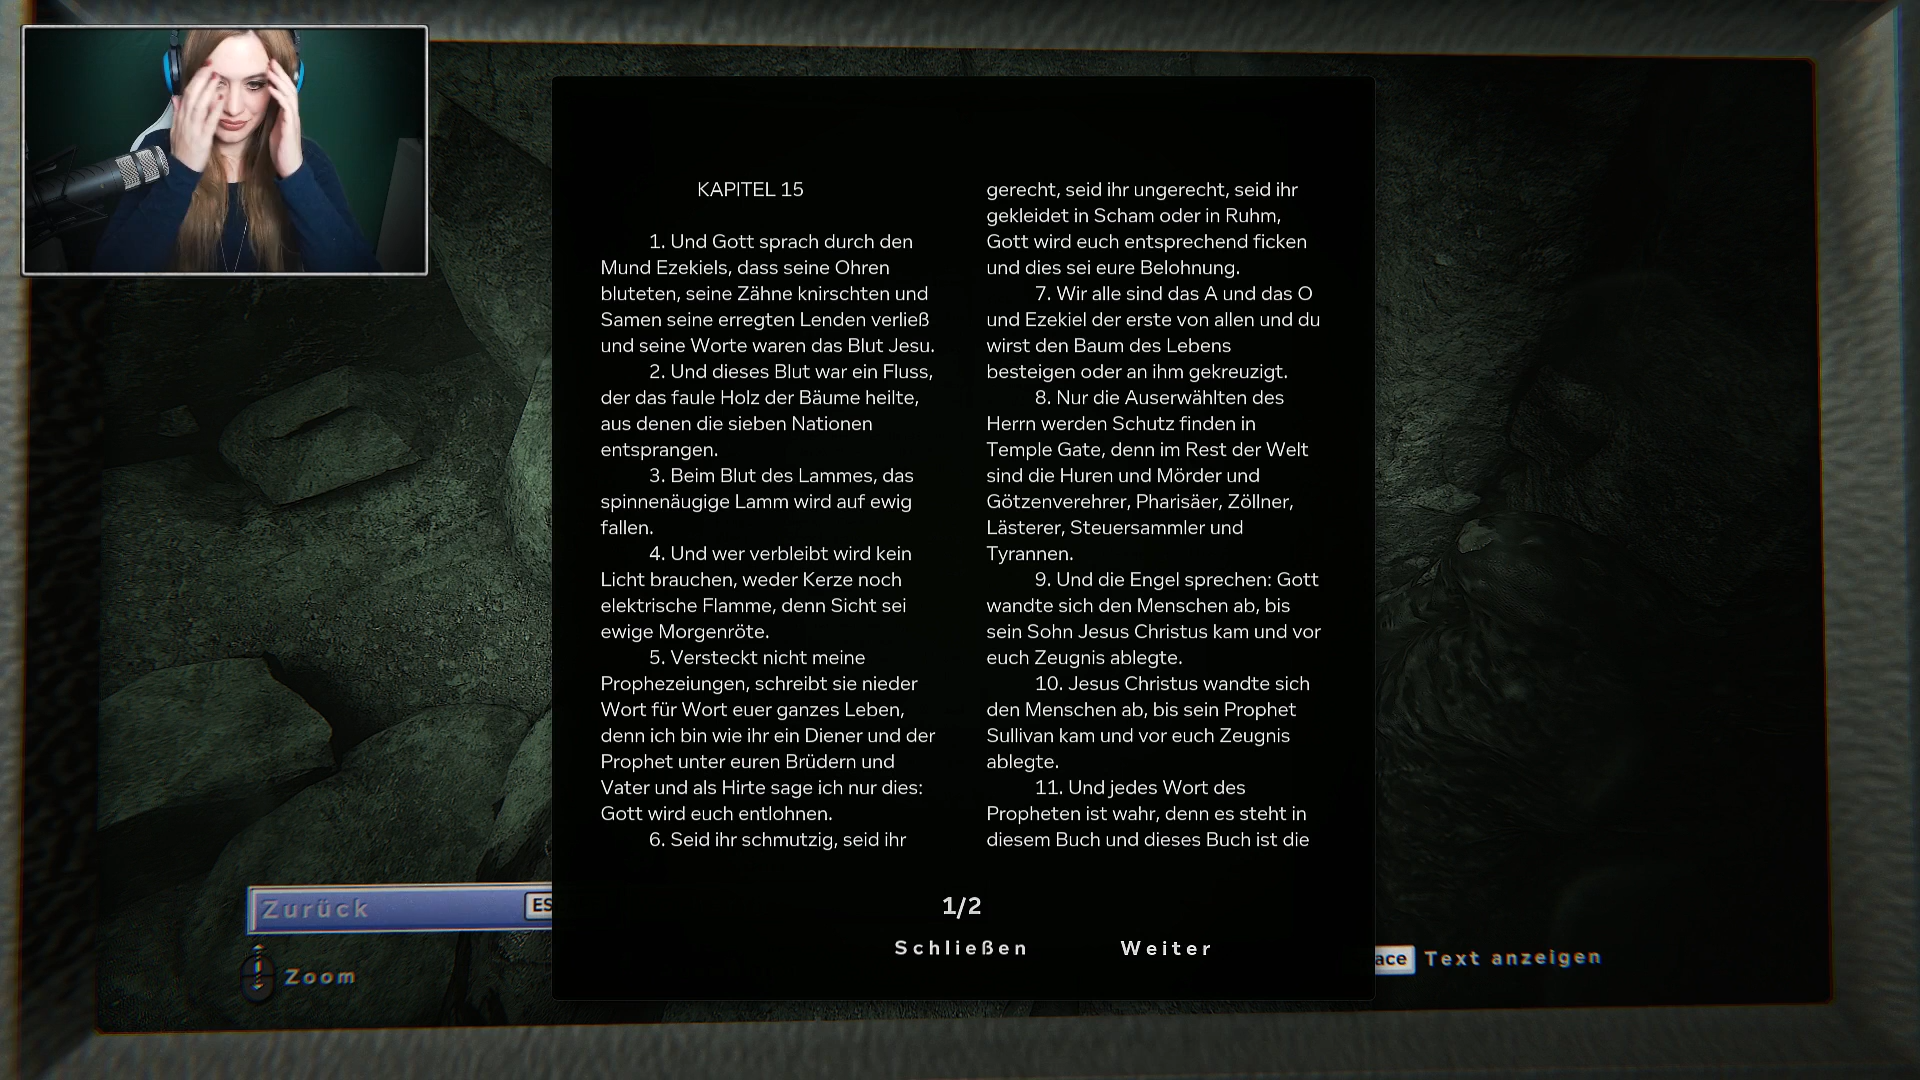 KAPITEL 15
1. Und Gott sprach durch den
Mund Ezekiels, dass seine Ohren
bluteten, seine Zähne knirschten und
Samen seine erregten Lenden verließ
und seine Worte waren das Blut Jesu.
2. Und dieses Blut war ein Fluss,
der das faule Holz der Bäume heilte,
aus denen die sieben Nationen
entsprangen.
3. Beim Blut des Lammes, das
spinnenäugige Lamm wird auf ewig
fallen.
4. Und wer verbleibt wird kein
Licht brauchen, weder Kerze noch
elektrische Flamme, denn Sicht sei
ewige Morgenröte.
5. Versteckt nicht meine
Prophezeiungen, schreibt sie nieder
Wort für Wort euer ganzes Leben,
denn ich bin wie ihr ein Diener und der
Prophet unter euren Brüdern und
Vater und als Hirte sage ich nur dies:
Gott wird euch entlohnen.
6. Seid ihr schmutzig, seid ihr
gerecht, seid ihr ungerecht, seid ihr
gekleidet in Scham oder in Ruhm,
Gott wird euch entsprechend ficken
und dies sei eure Belohnung.
7. Wir alle sind das A und das O
und Ezekiel der erste von allen und du
wirst den Baum des Lebens
besteigen oder an ihm gekreuzigt.
8. Nur die Auserwählten des
Herrn werden Schutz finden in
Temple Gate, denn im Rest der Welt
sind die Huren und Mörder und
Götzenverehrer, Pharisäer, Zöllner,
Lästerer, Steuersammler und
Tyrannen.
9. Und die Engel sprechen: Gott
wandte sich den Menschen ab, bis
sein Sohn Jesus Christus kam und vor
euch Zeugnis ablegte.
10. Jesus Christus wandte sich
den Menschen ab, bis sein Prophet
Sullivan kam und vor euch Zeugnis
ablegte.
11. Und jedes Wort des
Propheten ist wahr, denn es steht in
diesem Buch und dieses Buch ist die
1/2
Schließen Weiter
Zurück ES
Zoom
ace Text anzeigen